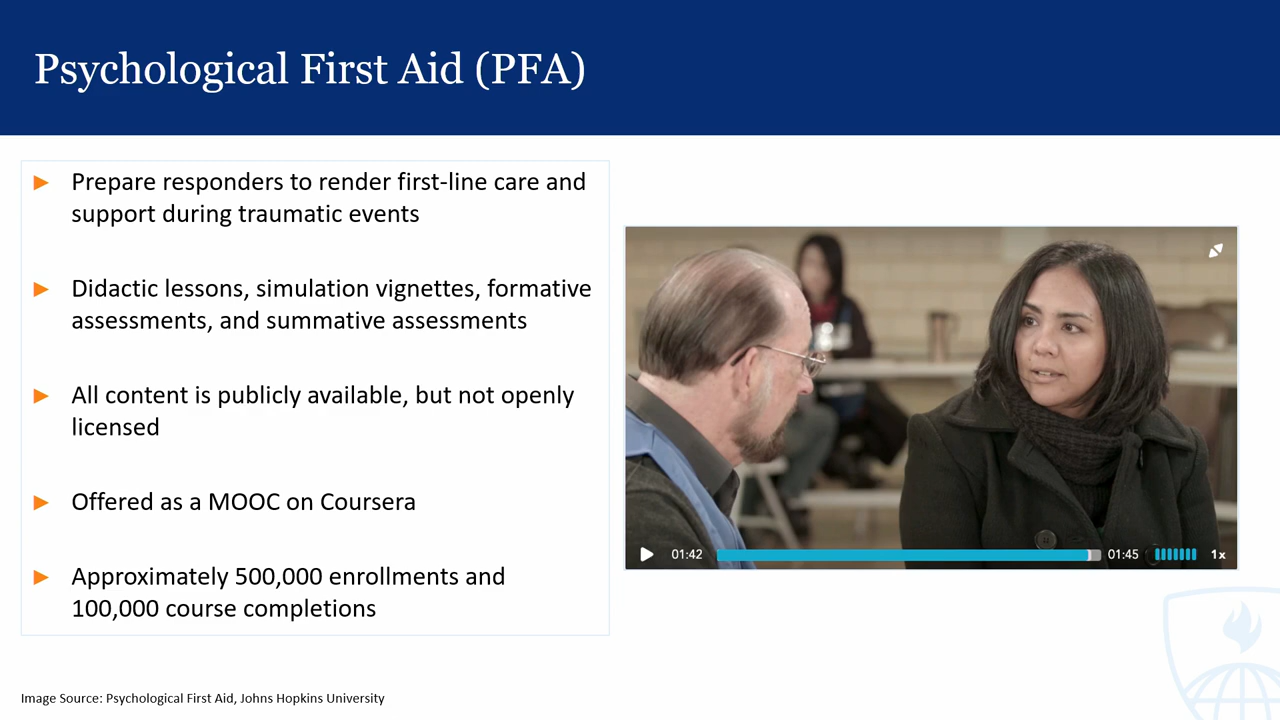 Psychological First Aid (PFA)
► Prepare responders to render first-line care and
support during traumatic events
► Didactic lessons, simulation vignettes, formative
assessments, and summative assessments
► All content is publicly available, but not openly
licensed
► Offered as a MOOC on Coursera
► Approximately 500,000 enrollments and
100,000 course completions
01:42 01:45 1x
Image Source: Psychological First Aid, Johns Hopkins University